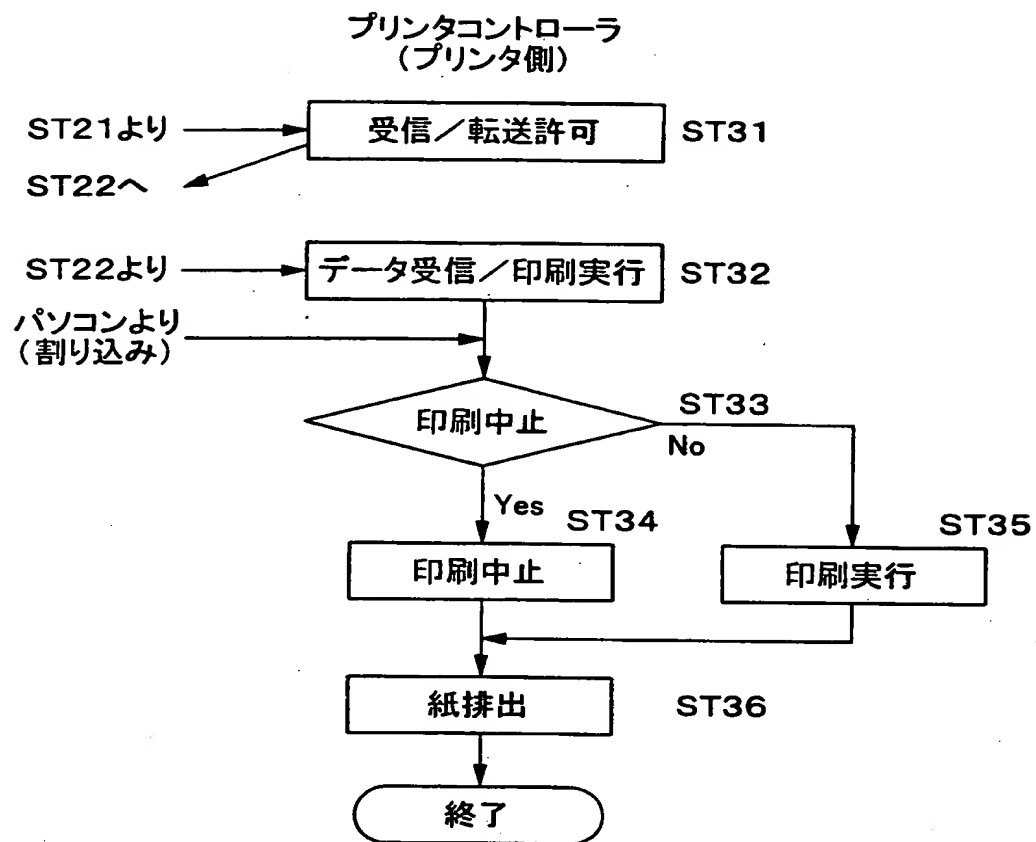 プリンタコントローラ
(プリンタ側)
ST21より
受信／転送許可
ST31
ST22へ
ST22より
データ受信／印刷実行
ST32
パソコンより
(割り込み)
印刷中止
ST33
No
Yes
ST34
ST35
印刷中止
印刷実行
紙排出
ST36
終了